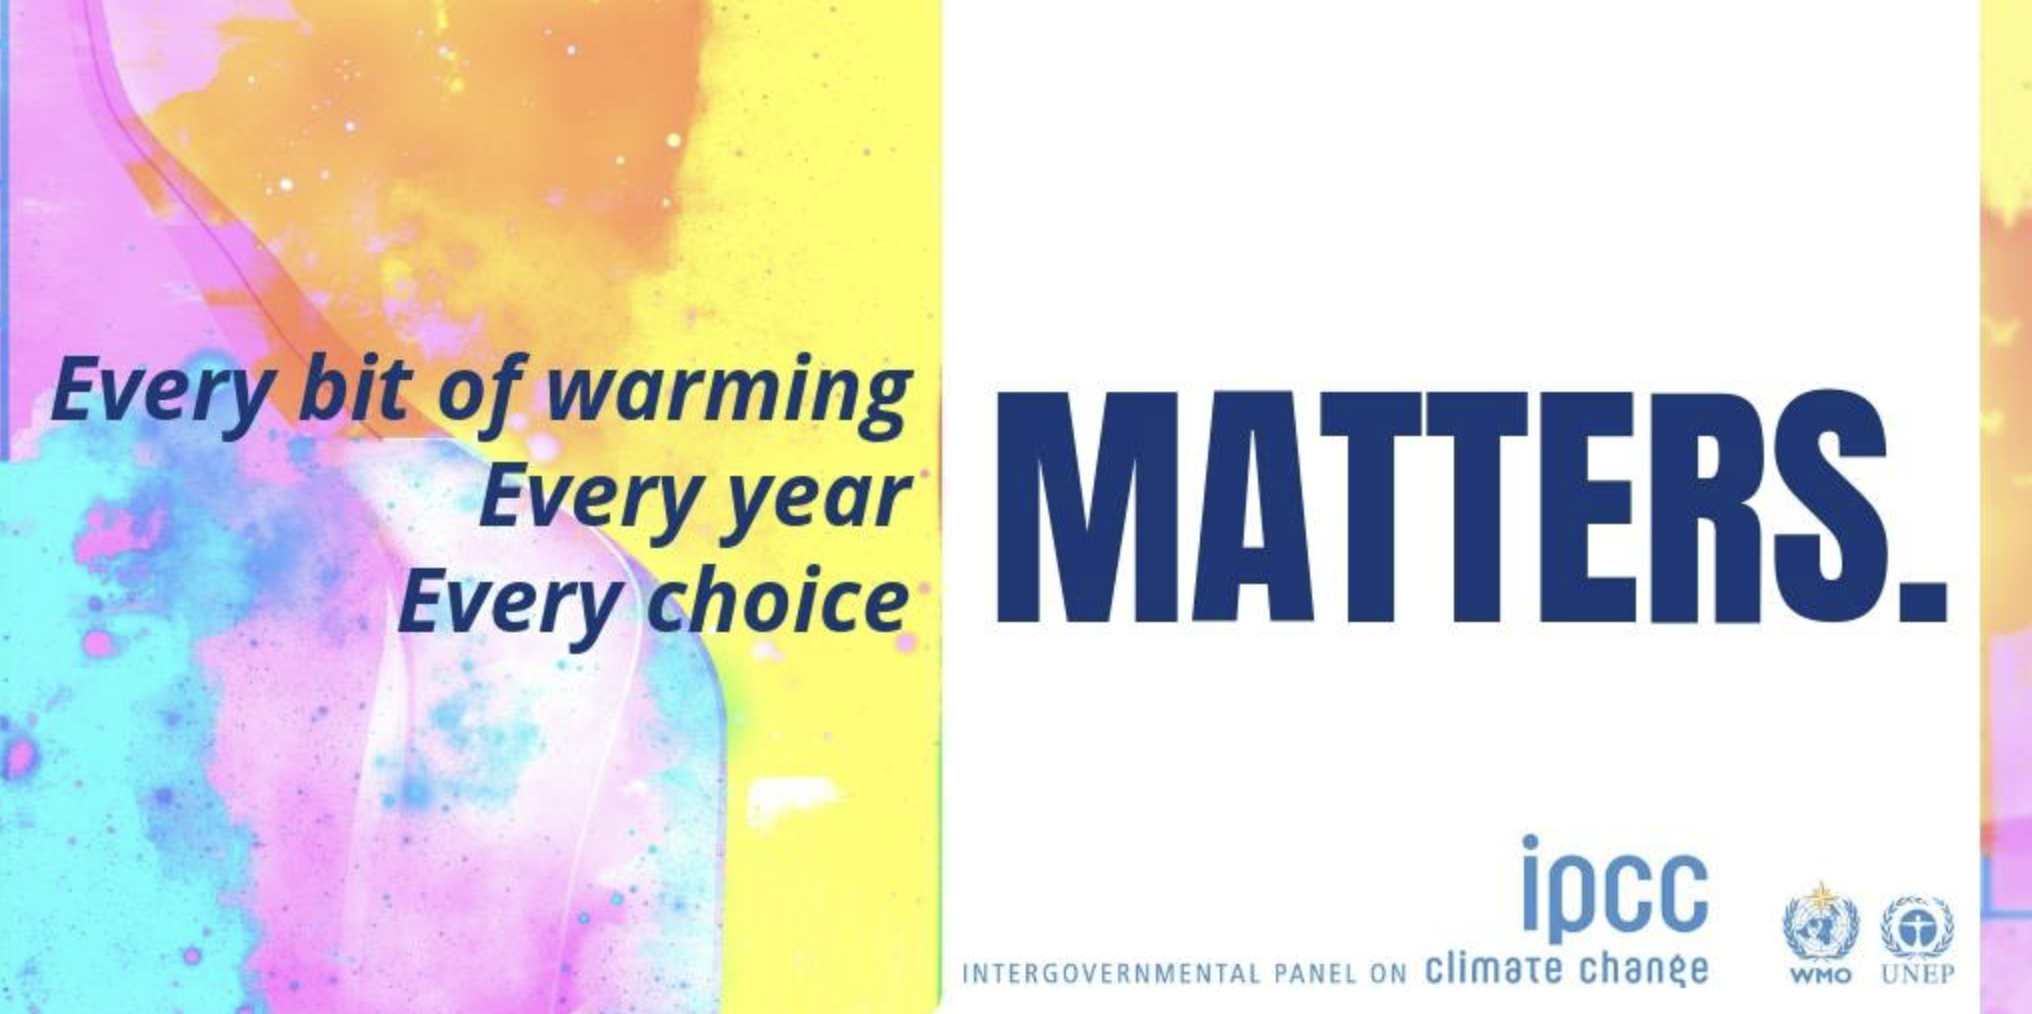 Every bit of warming
Every year
Every choice
MATTERS.
ipcc
INTERGOVERNMENTAL PANEL ON climate change
WMO
UNEP